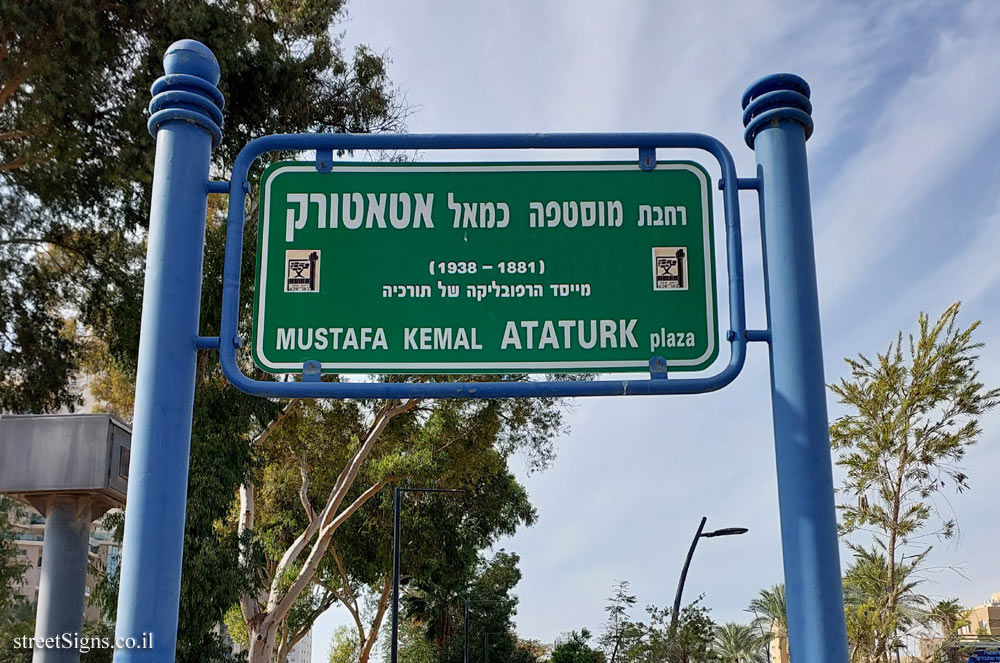 רחבת מוסטפה כמאל אטאטורק
(1938 – 1881)
מייסד הרפובליקה של תורכיה
MUSTAFA KEMAL ATATURK plaza
streetSigns.co.il